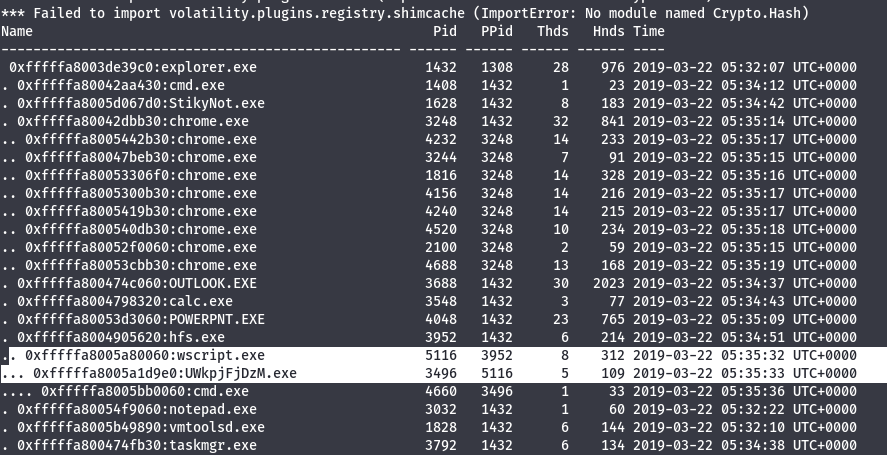 *** Failed to import volatility.plugins.registry.shimcache (ImportError: No module named Crypto.Hash)
Name                                                  Pid   PPid   Thds   Hnds Time
-------------------------------------------------- ------ ------ ------ ------ ----
 0xfffffa8003de39c0:explorer.exe                     1432   1308     28    976 2019-03-22 05:32:07 UTC+0000
. 0xfffffa80042aa430:cmd.exe                         1408   1432      1     23 2019-03-22 05:34:12 UTC+0000
. 0xfffffa8005d067d0:StikyNot.exe                    1628   1432      8    183 2019-03-22 05:34:42 UTC+0000
. 0xfffffa80042dbb30:chrome.exe                      3248   1432     32    841 2019-03-22 05:35:14 UTC+0000
.. 0xfffffa8005442b30:chrome.exe                     4232   3248     14    233 2019-03-22 05:35:17 UTC+0000
.. 0xfffffa80047beb30:chrome.exe                     3244   3248      7     91 2019-03-22 05:35:15 UTC+0000
.. 0xfffffa80053306f0:chrome.exe                     1816   3248     14    328 2019-03-22 05:35:16 UTC+0000
.. 0xfffffa8005300b30:chrome.exe                     4156   3248     14    216 2019-03-22 05:35:17 UTC+0000
.. 0xfffffa8005419b30:chrome.exe                     4240   3248     14    215 2019-03-22 05:35:17 UTC+0000
.. 0xfffffa800540db30:chrome.exe                     4520   3248     10    234 2019-03-22 05:35:18 UTC+0000
.. 0xfffffa80052f0060:chrome.exe                     2100   3248      2     59 2019-03-22 05:35:15 UTC+0000
.. 0xfffffa80053cbb30:chrome.exe                     4688   3248     13    168 2019-03-22 05:35:19 UTC+0000
. 0xfffffa800474c060:OUTLOOK.EXE                     3688   1432     30   2023 2019-03-22 05:34:37 UTC+0000
. 0xfffffa8004798320:calc.exe                        3548   1432      3     77 2019-03-22 05:34:43 UTC+0000
. 0xfffffa80053d3060:POWERPNT.EXE                    4048   1432     23    765 2019-03-22 05:35:09 UTC+0000
. 0xfffffa8004905620:hfs.exe                         3952   1432      6    214 2019-03-22 05:34:51 UTC+0000
.. 0xfffffa8005a80060:wscript.exe                    5116   3952      8    312 2019-03-22 05:35:32 UTC+0000
... 0xfffffa8005a1d9e0:UWkpjFjDzM.exe                3496   5116      5    109 2019-03-22 05:35:33 UTC+0000
.... 0xfffffa8005bb0060:cmd.exe                      4660   3496      1     33 2019-03-22 05:35:36 UTC+0000
. 0xfffffa80054f9060:notepad.exe                     3032   1432      1     60 2019-03-22 05:32:22 UTC+0000
. 0xfffffa8005b49890:vmtoolsd.exe                    1828   1432      6    144 2019-03-22 05:32:10 UTC+0000
. 0xfffffa800474fb30:taskmgr.exe                     3792   1432      6    134 2019-03-22 05:34:38 UTC+0000